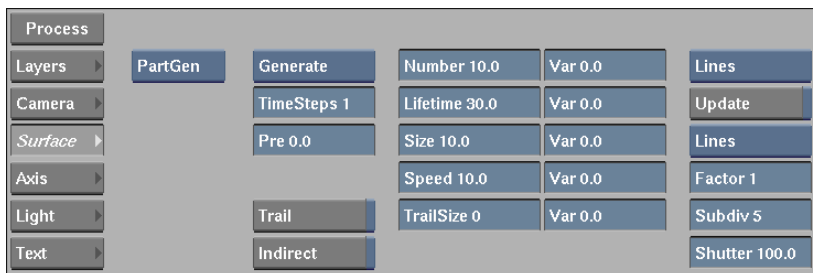 Process
Layers PartGen Generate Number 10.0 Var 0.0 Lines
Camera TimeSteps 1 Lifetime 30.0 Var 0.0 Update
Surface Pre 0.0 Size 10.0 Var 0.0 Lines
Axis Speed 10.0 Var 0.0 Factor 1
Light Trail TrailSize 0 Var 0.0 Subdiv 5
Text Indirect Shutter 100.0